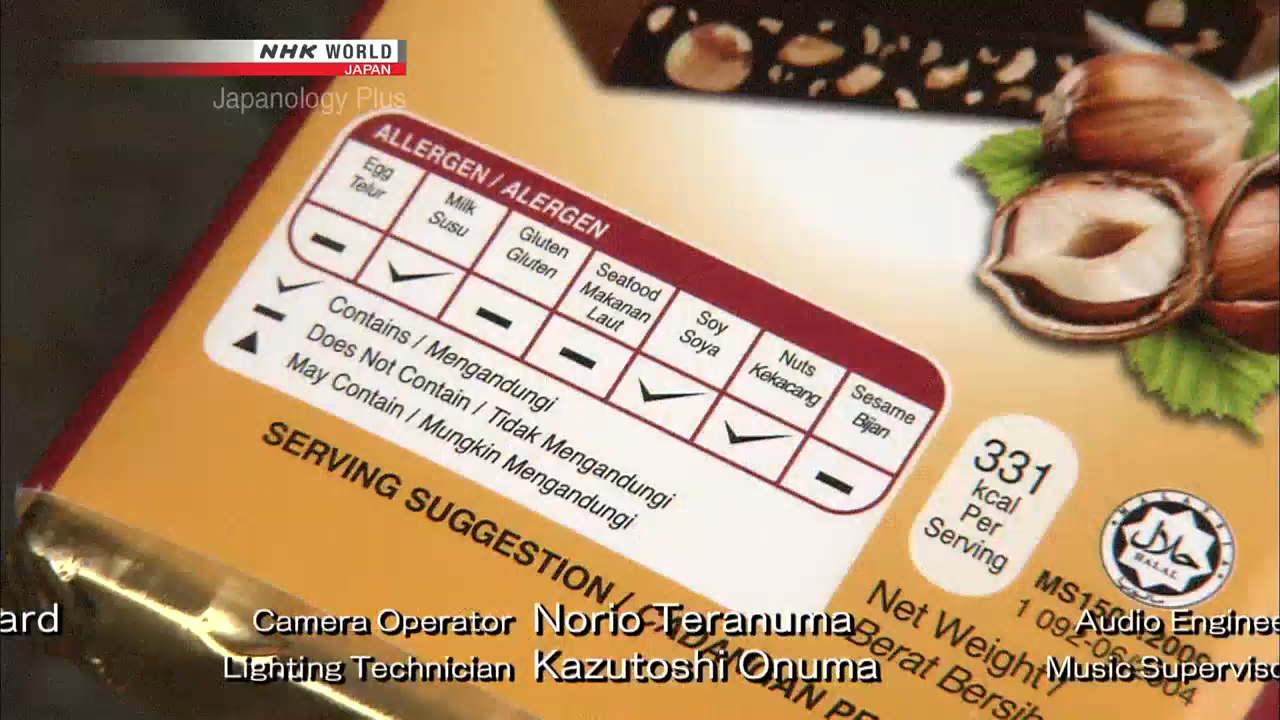 NHK WORLD
JAPAN
Japanology Plus
ALLERGEN / ALERGEN
Egg
Telur
Milk
Susu
Gluten
Gluten
Seafood
Makanan
Laut
Soy
Soya
Nuts
Kekacang
Sesame
Bijan
Contains / Mengandungi
Does Not Contain / Tidak Mengandungi
May Contain / Mungkin Mengandungi
SERVING SUGGESTION /
331
kcal
Per
Serving
MALAYSIA
حلال
HALAL
Net Weight /
Berat Bersih
ard
Camera Operator Norio Teranuma
Audio Enginee
Lighting Technician Kazutoshi Onuma
Music Superviso